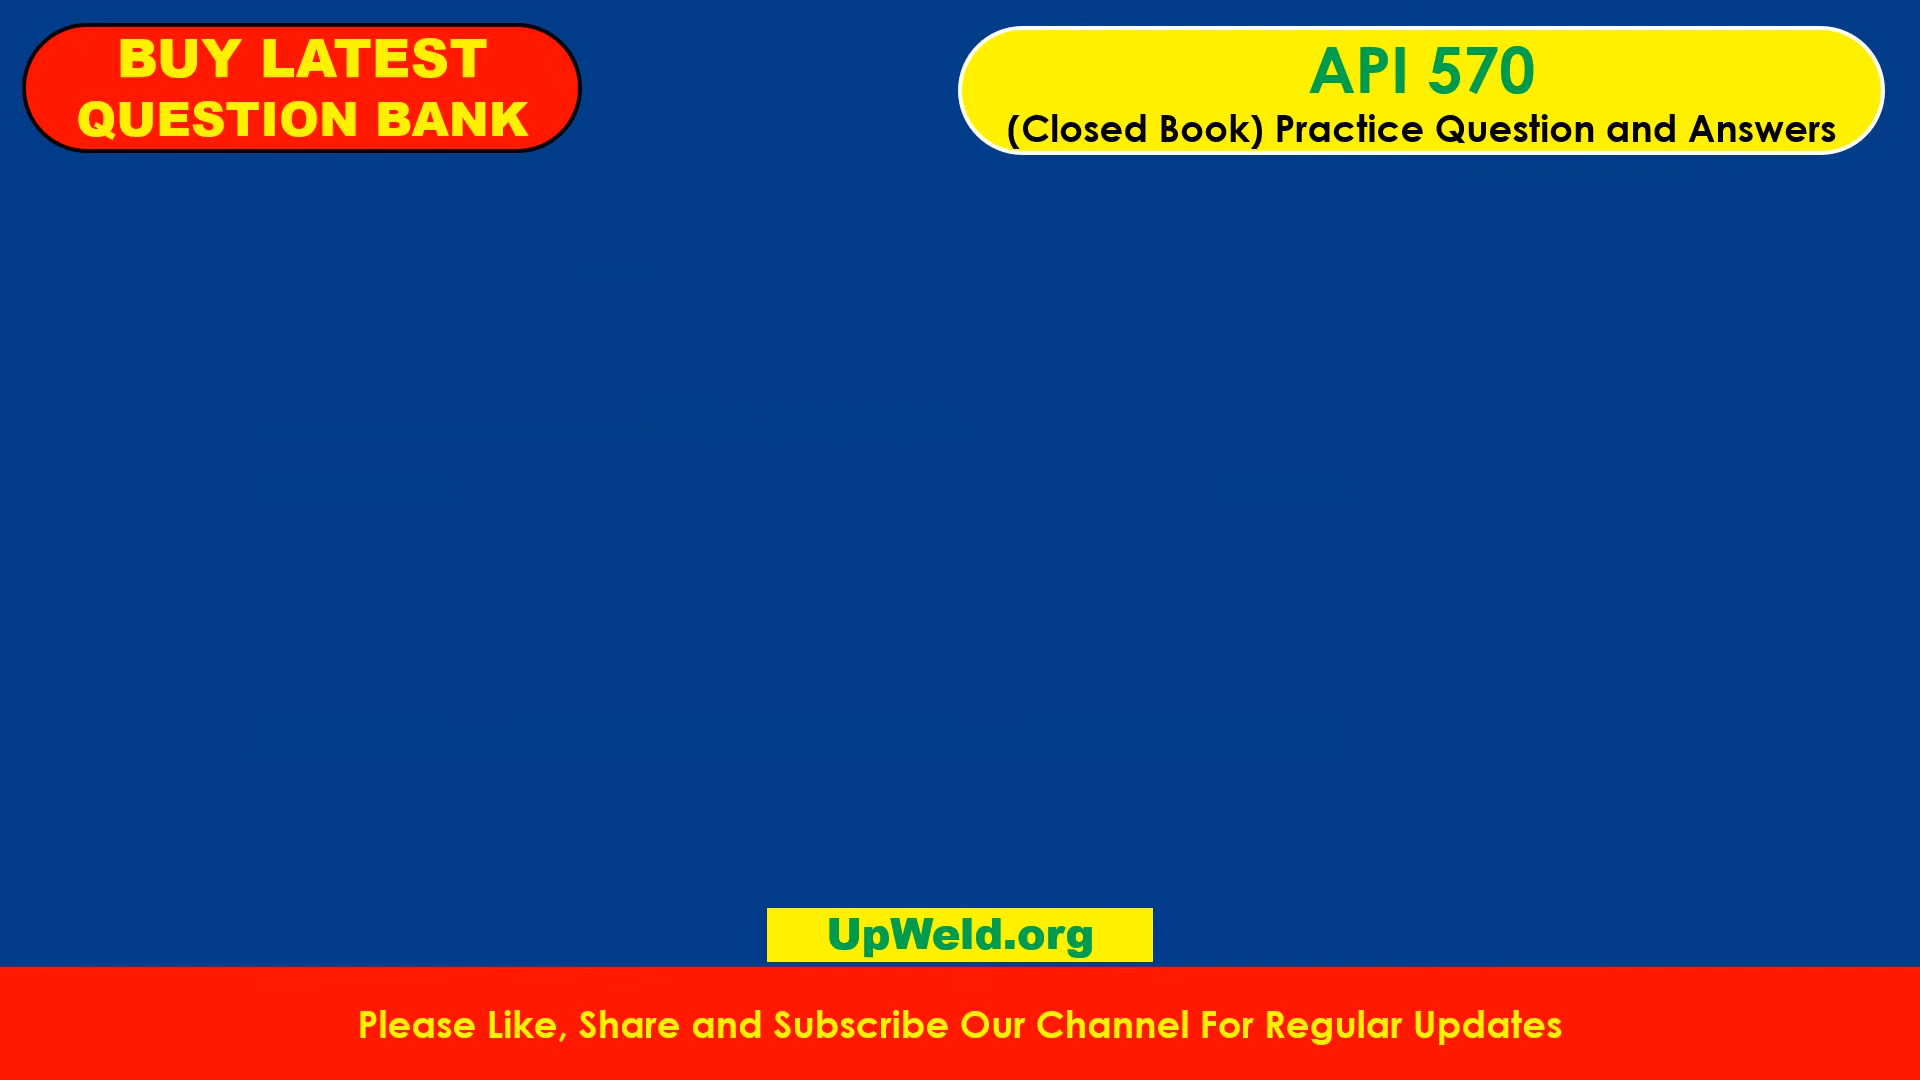 BUY LATEST
QUESTION BANK
API 570
(Closed Book) Practice Question and Answers
UpWeld.org
Please Like, Share and Subscribe Our Channel For Regular Updates